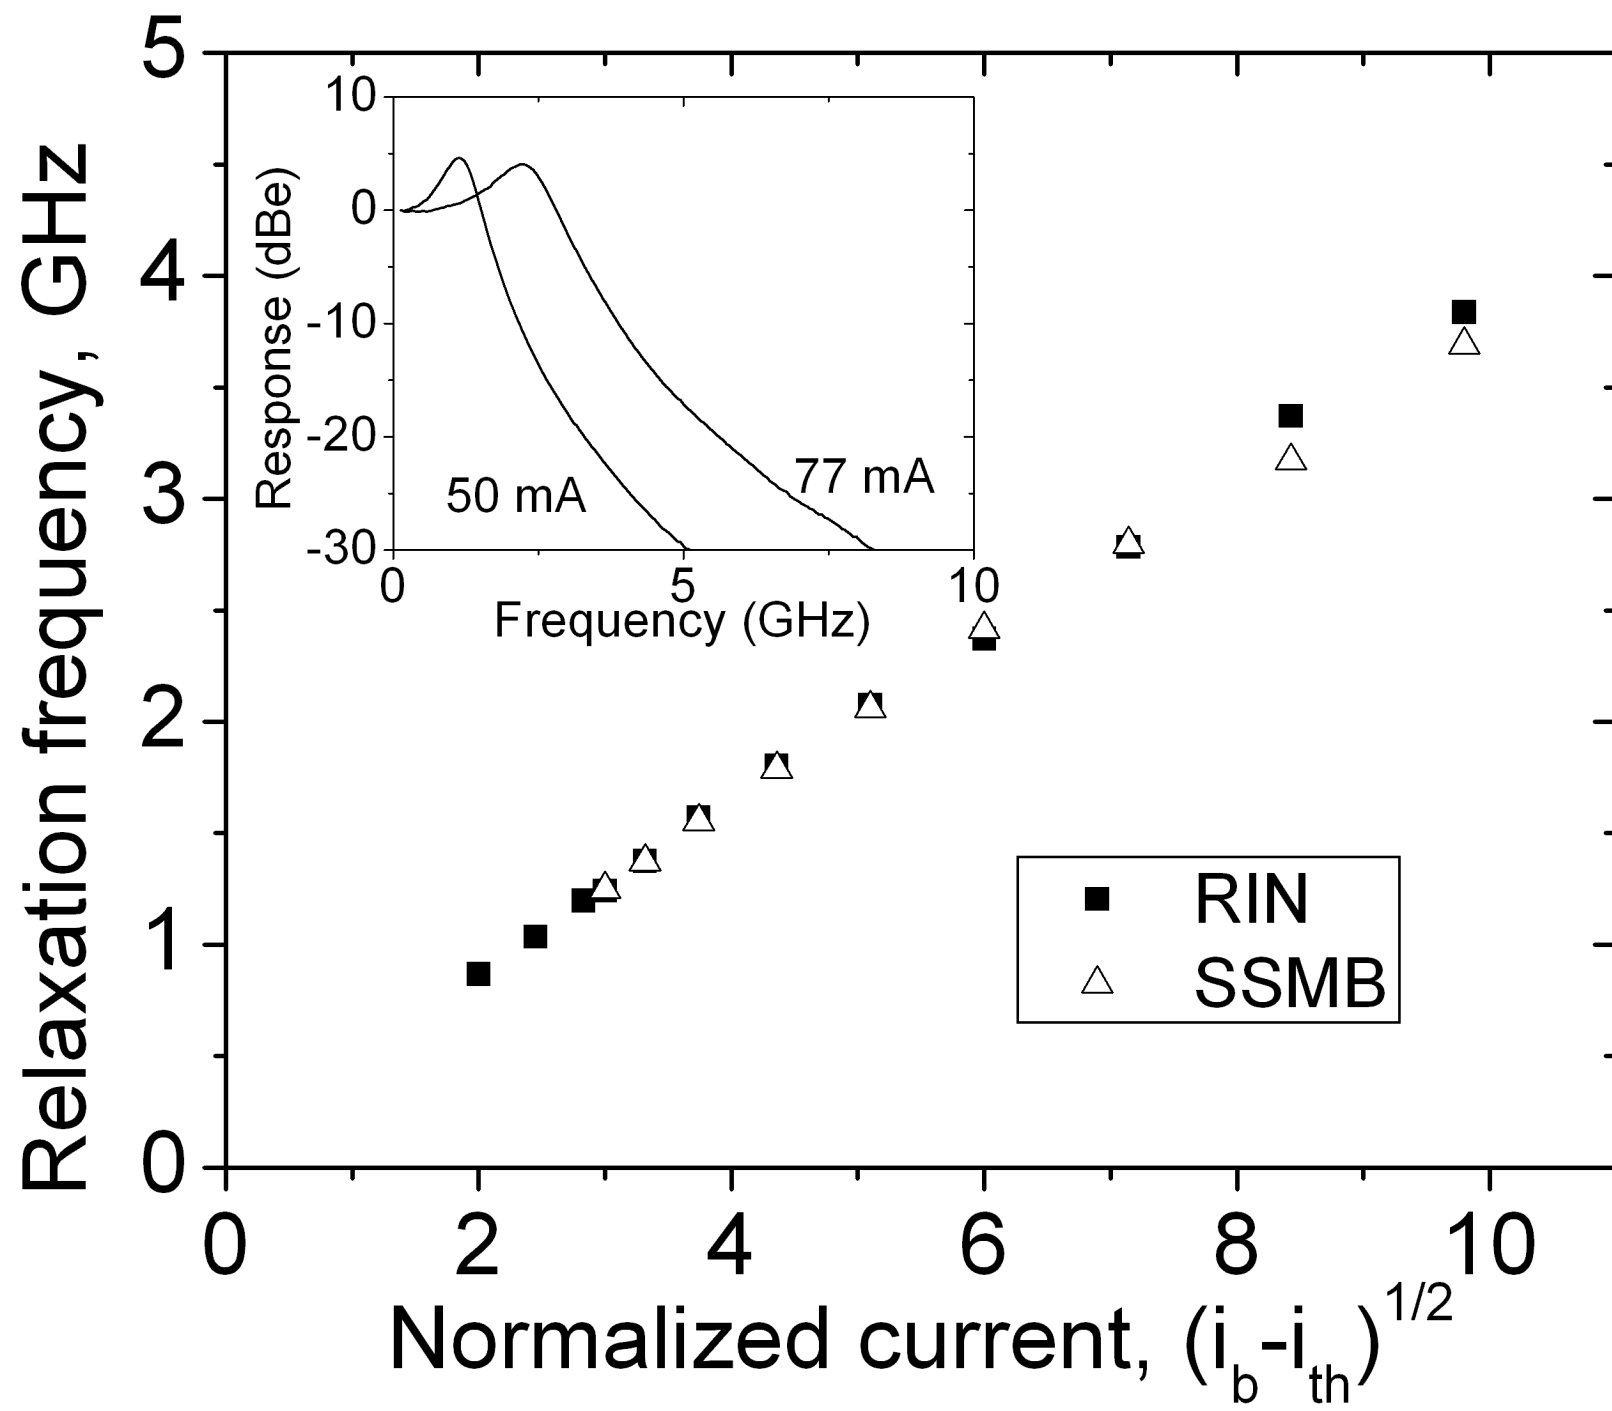 Relaxation frequency, GHz
5
4
3
2
1
0
0 2 4 6 8 10
Normalized current, (i_b-i_th)^1/2
Response (dBe)
10
0
-10
-20
-30
0 5 10
Frequency (GHz)
50 mA
77 mA
RIN
SSMB